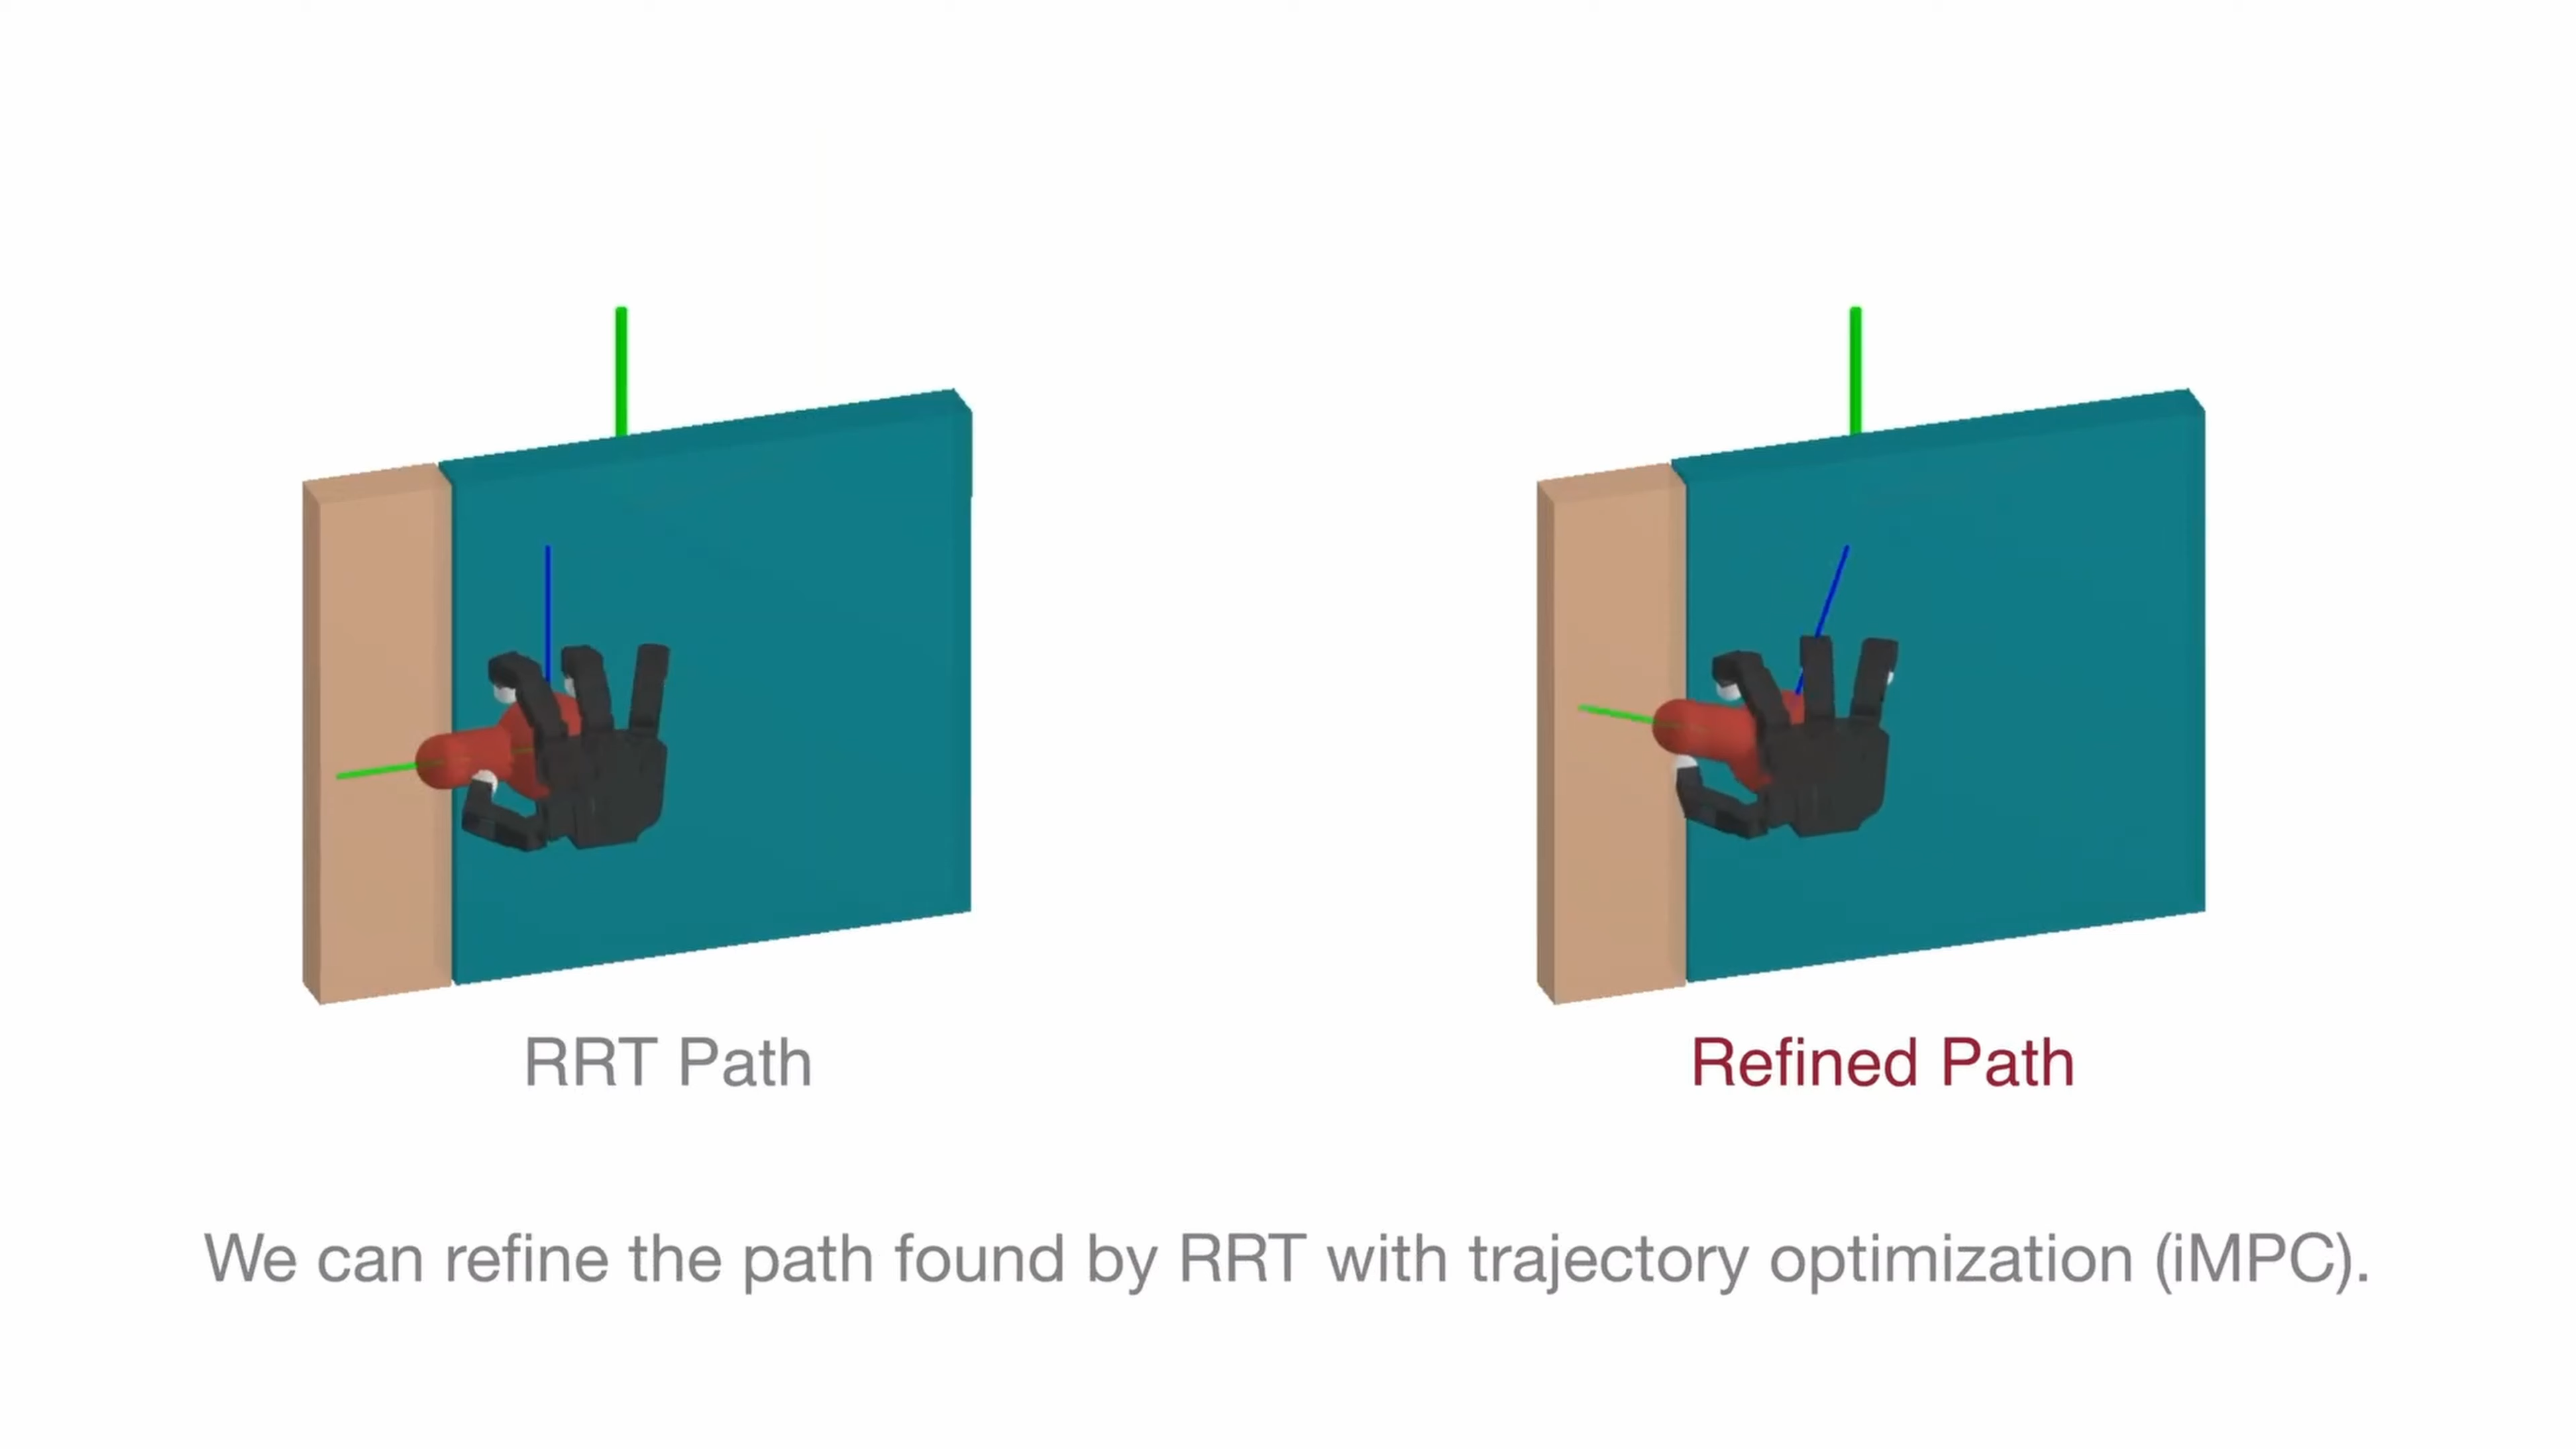 RRT Path
Refined Path
We can refine the path found by RRT with trajectory optimization (iMPC).